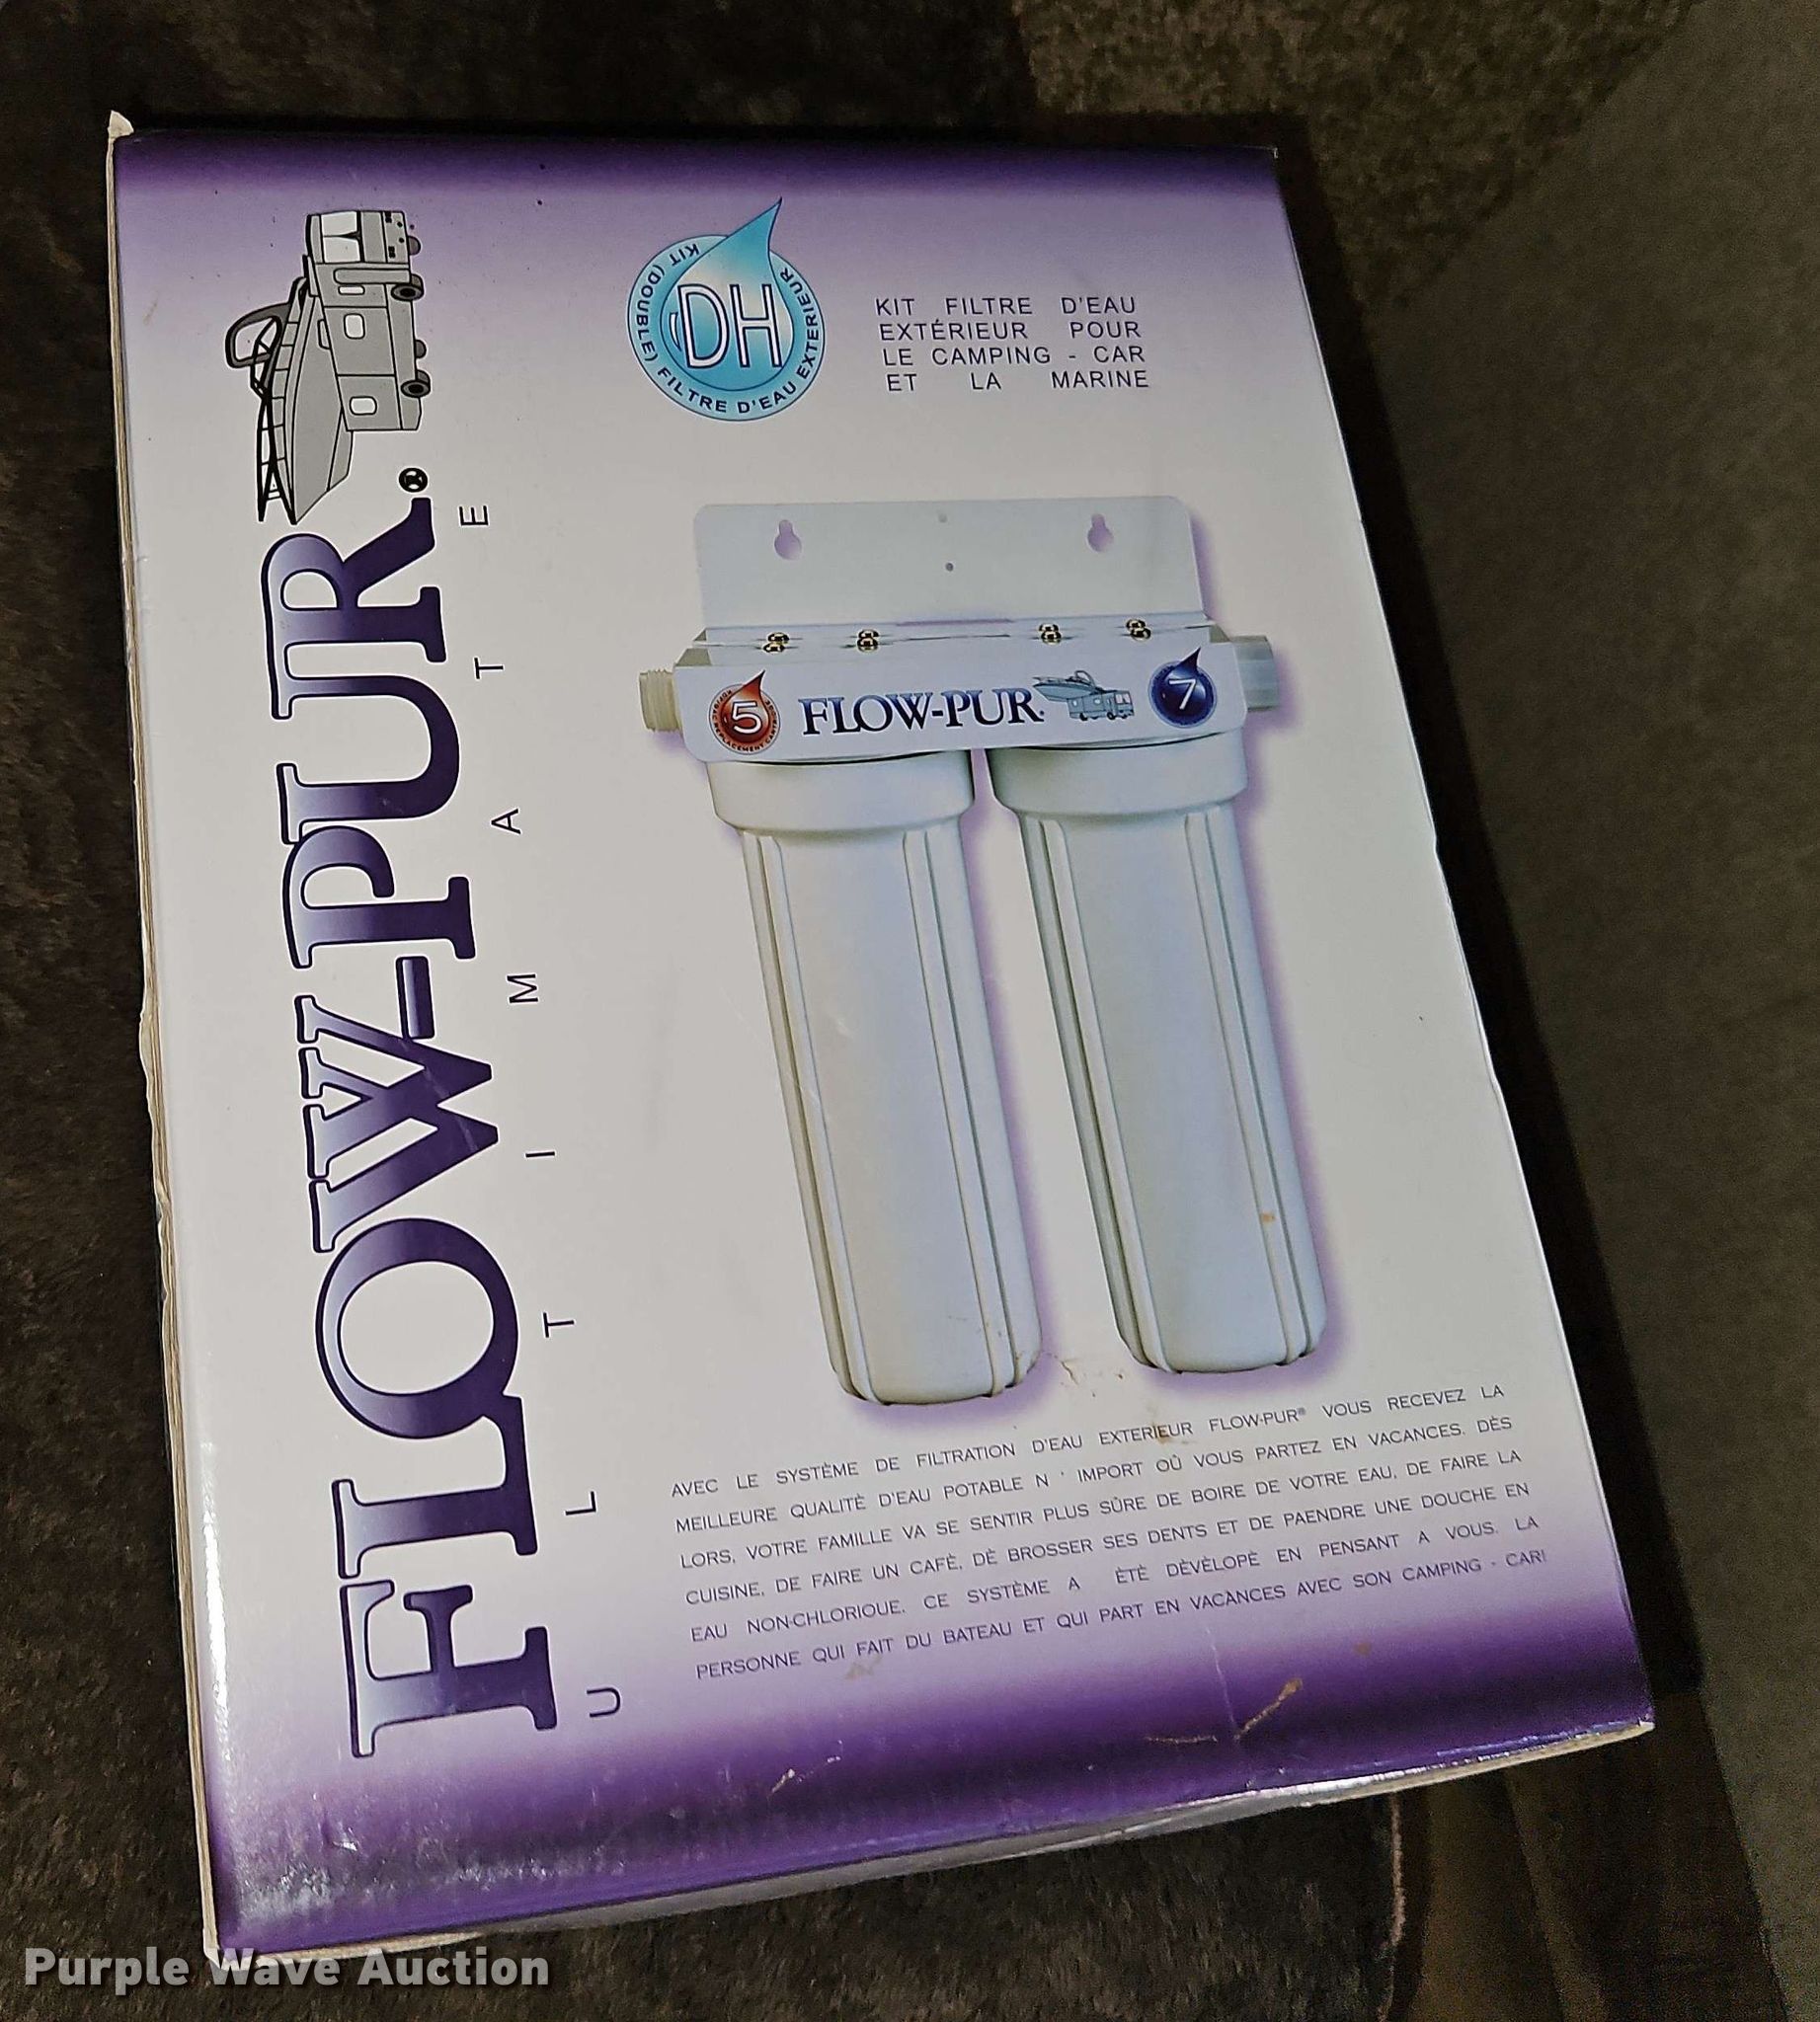 FLOW-PUR®
ULTIMATE
DH
KIT (DOUBLE) FILTRE D'EAU EXTERIEUR
KIT FILTRE D'EAU
EXTÉRIEUR POUR
LE CAMPING - CAR
ET LA MARINE
5
FLOW-PUR
7
AVEC LE SYSTÈME DE FILTRATION D'EAU EXTERIEUR FLOW-PUR® VOUS RECEVEZ LA
MEILLEURE QUALITÈ D'EAU POTABLE N ' IMPORT OÛ VOUS PARTEZ EN VACANCES. DÈS
LORS, VOTRE FAMILLE VA SE SENTIR PLUS SÛRE DE BOIRE DE VOTRE EAU, DE FAIRE LA
CUISINE, DE FAIRE UN CAFÈ, DÈ BROSSER SES DENTS ET DE PAENDRE UNE DOUCHE EN
EAU NON-CHLORIOUE. CE SYSTÈME A ÈTÈ DÈVÈLOPÈ EN PENSANT A VOUS. LA
PERSONNE QUI FAIT DU BATEAU ET QUI PART EN VACANCES AVEC SON CAMPING - CAR!
Purple Wave Auction